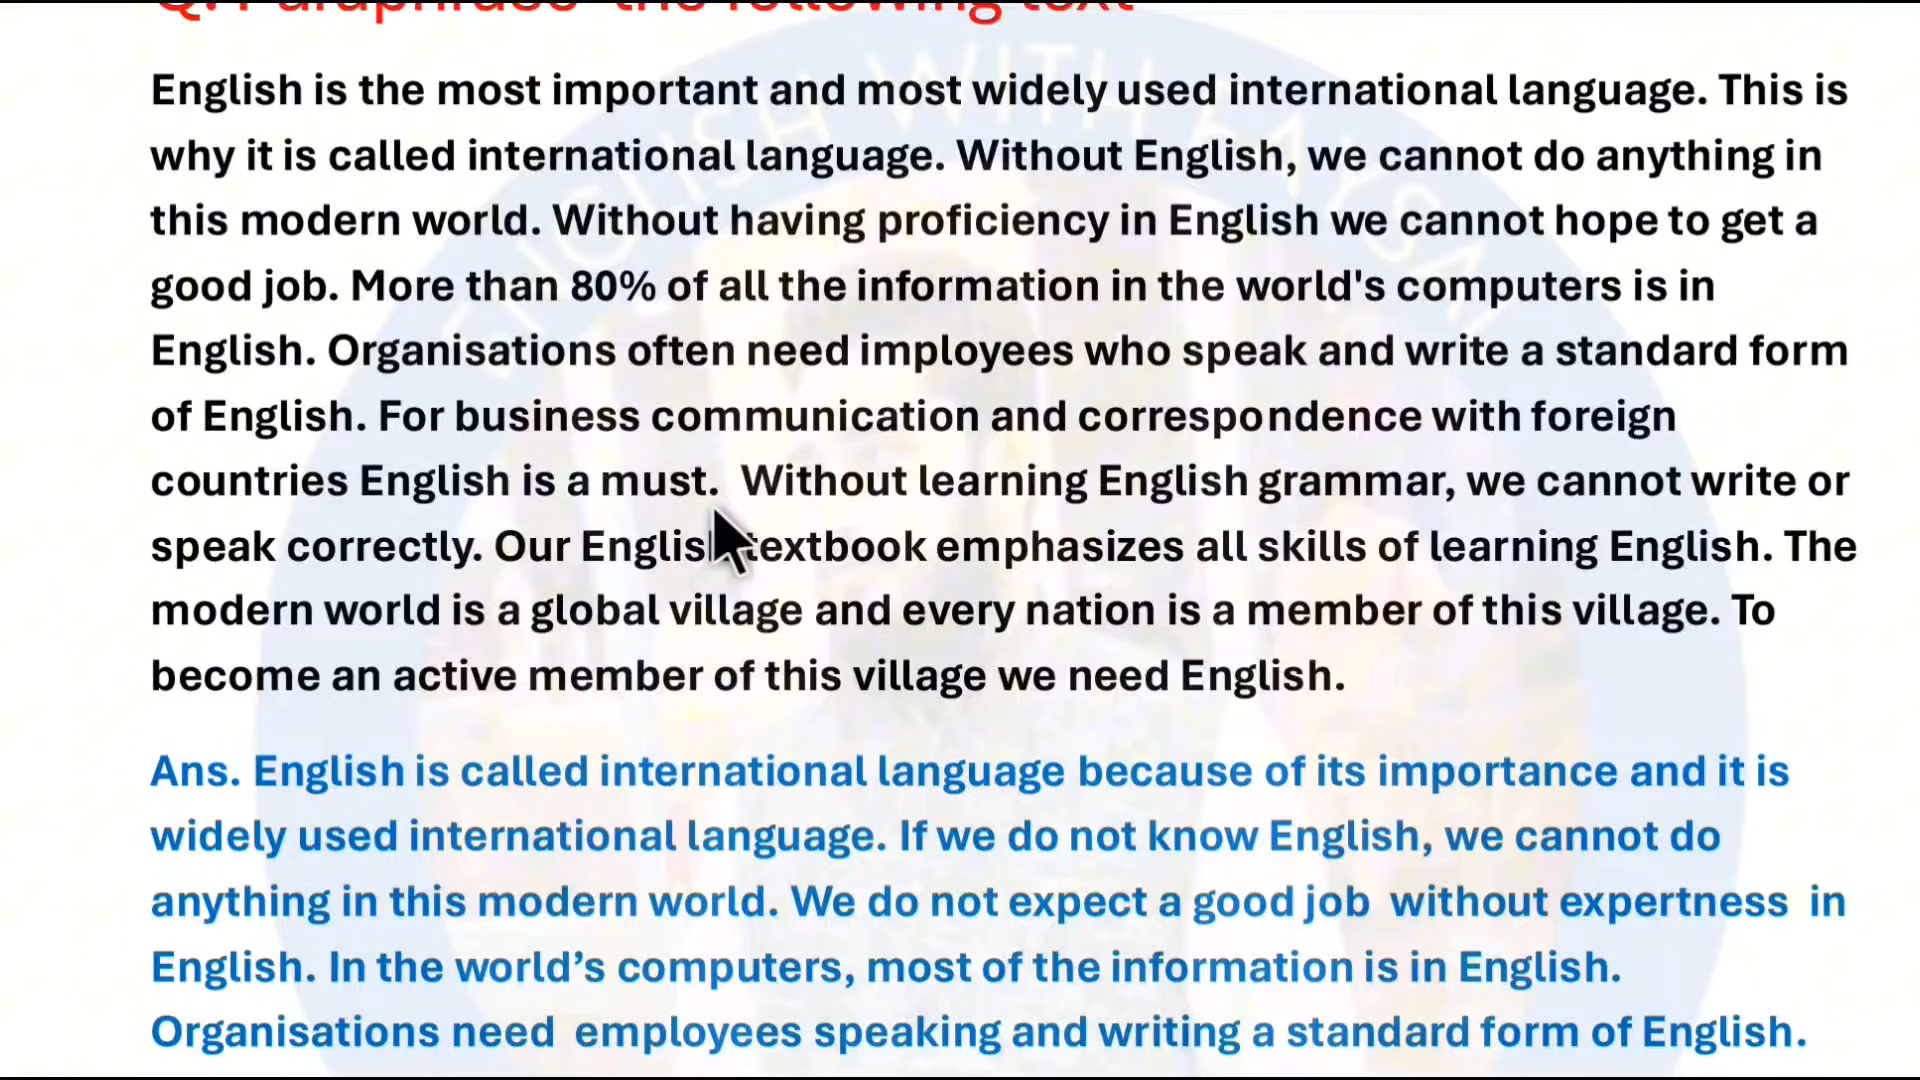 Q. Paraphrase the following text
English is the most important and most widely used international language. This is
why it is called international language. Without English, we cannot do anything in
this modern world. Without having proficiency in English we cannot hope to get a
good job. More than 80% of all the information in the world's computers is in
English. Organisations often need imployees who speak and write a standard form
of English. For business communication and correspondence with foreign
countries English is a must. Without learning English grammar, we cannot write or
speak correctly. Our English textbook emphasizes all skills of learning English. The
modern world is a global village and every nation is a member of this village. To
become an active member of this village we need English.
Ans. English is called international language because of its importance and it is
widely used international language. If we do not know English, we cannot do
anything in this modern world. We do not expect a good job without expertness in
English. In the world’s computers, most of the information is in English.
Organisations need employees speaking and writing a standard form of English.
ENGLISH WITH FAYSAL